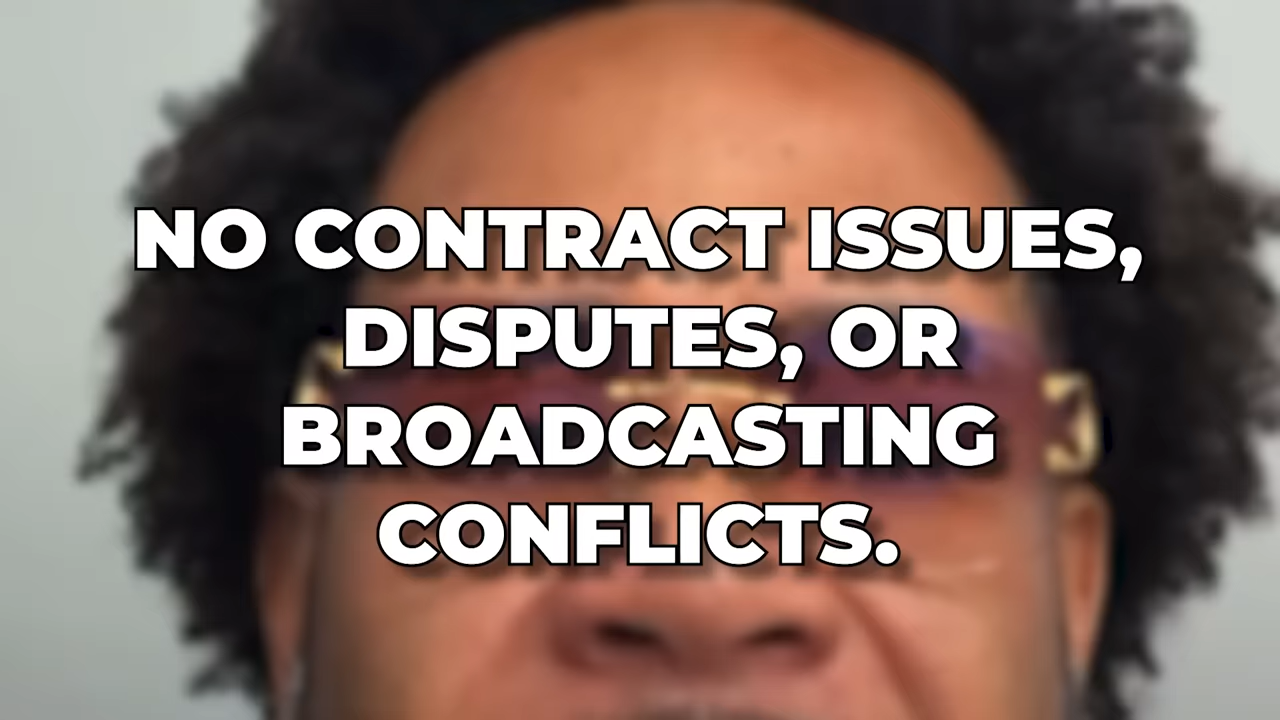 NO CONTRACT ISSUES,
DISPUTES, OR
BROADCASTING
CONFLICTS.